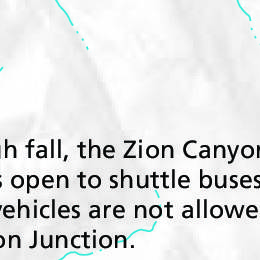 gh fall, the Zion Canyon
s open to shuttle buses
vehicles are not allowe
on Junction.